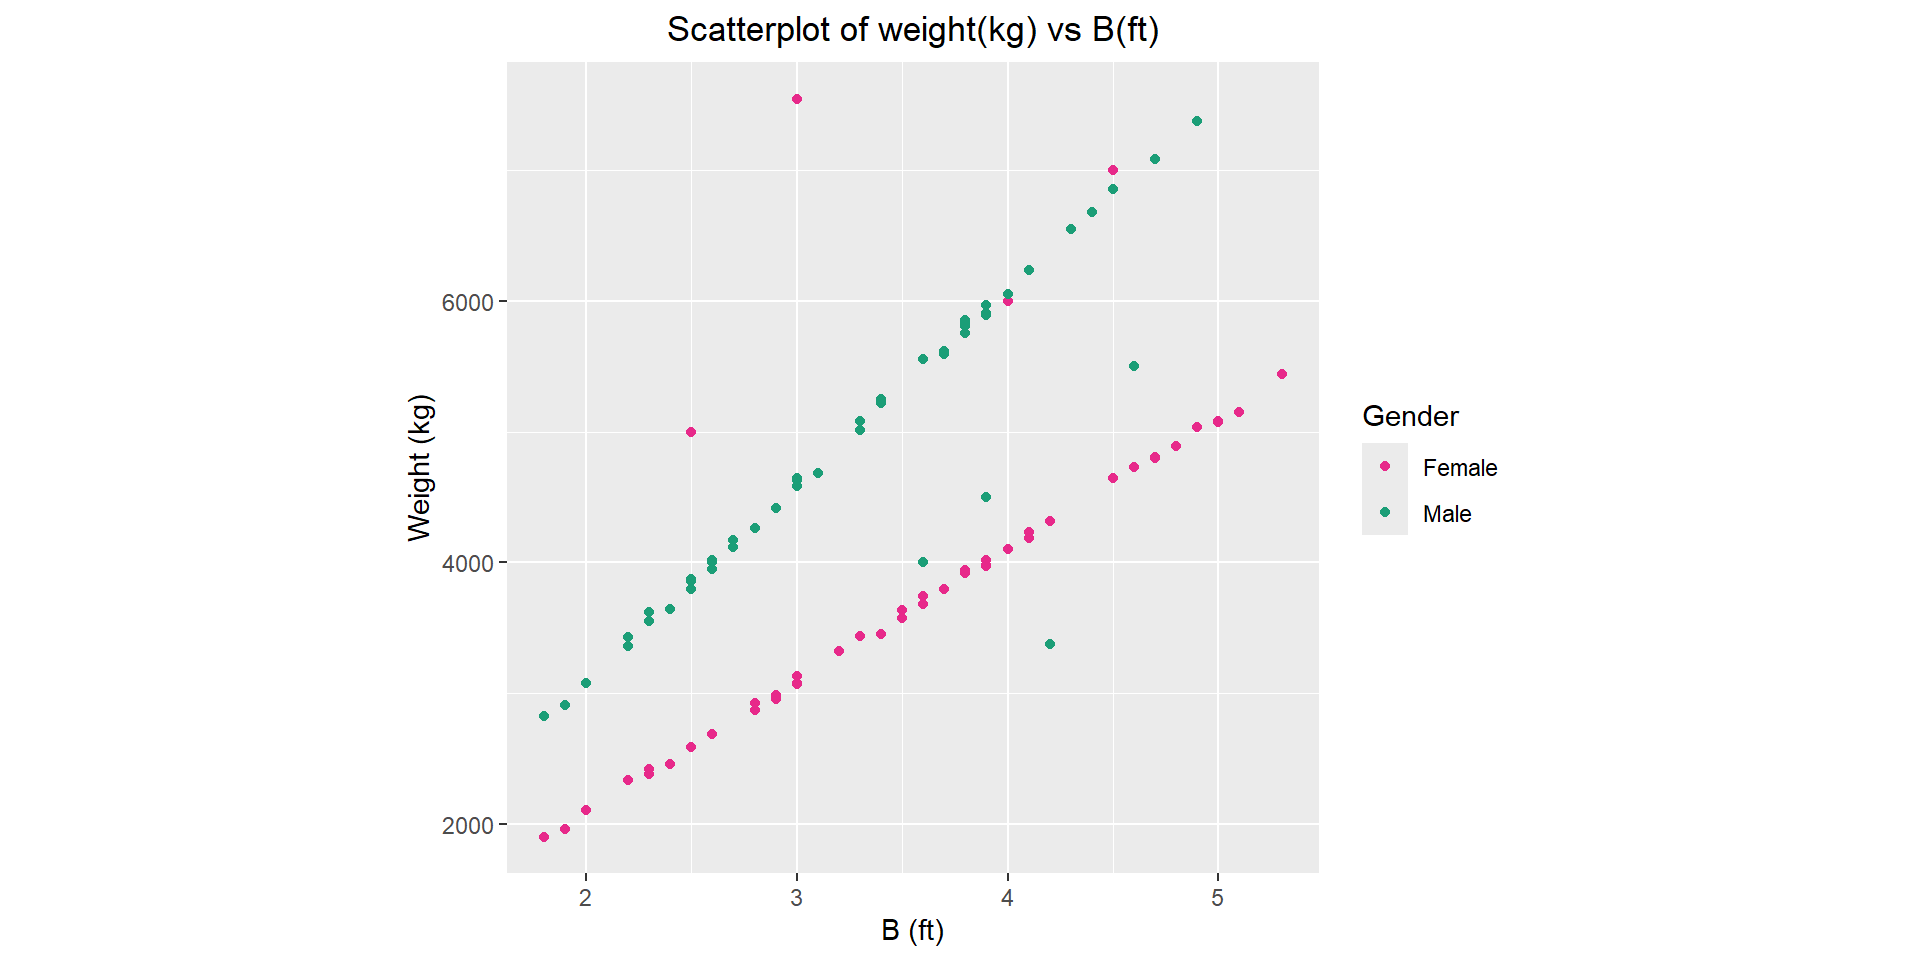 Scatterplot of weight(kg) vs B(ft)
6000
4000
2000
Weight (kg)
2 3 4 5
B (ft)
Gender
Female
Male